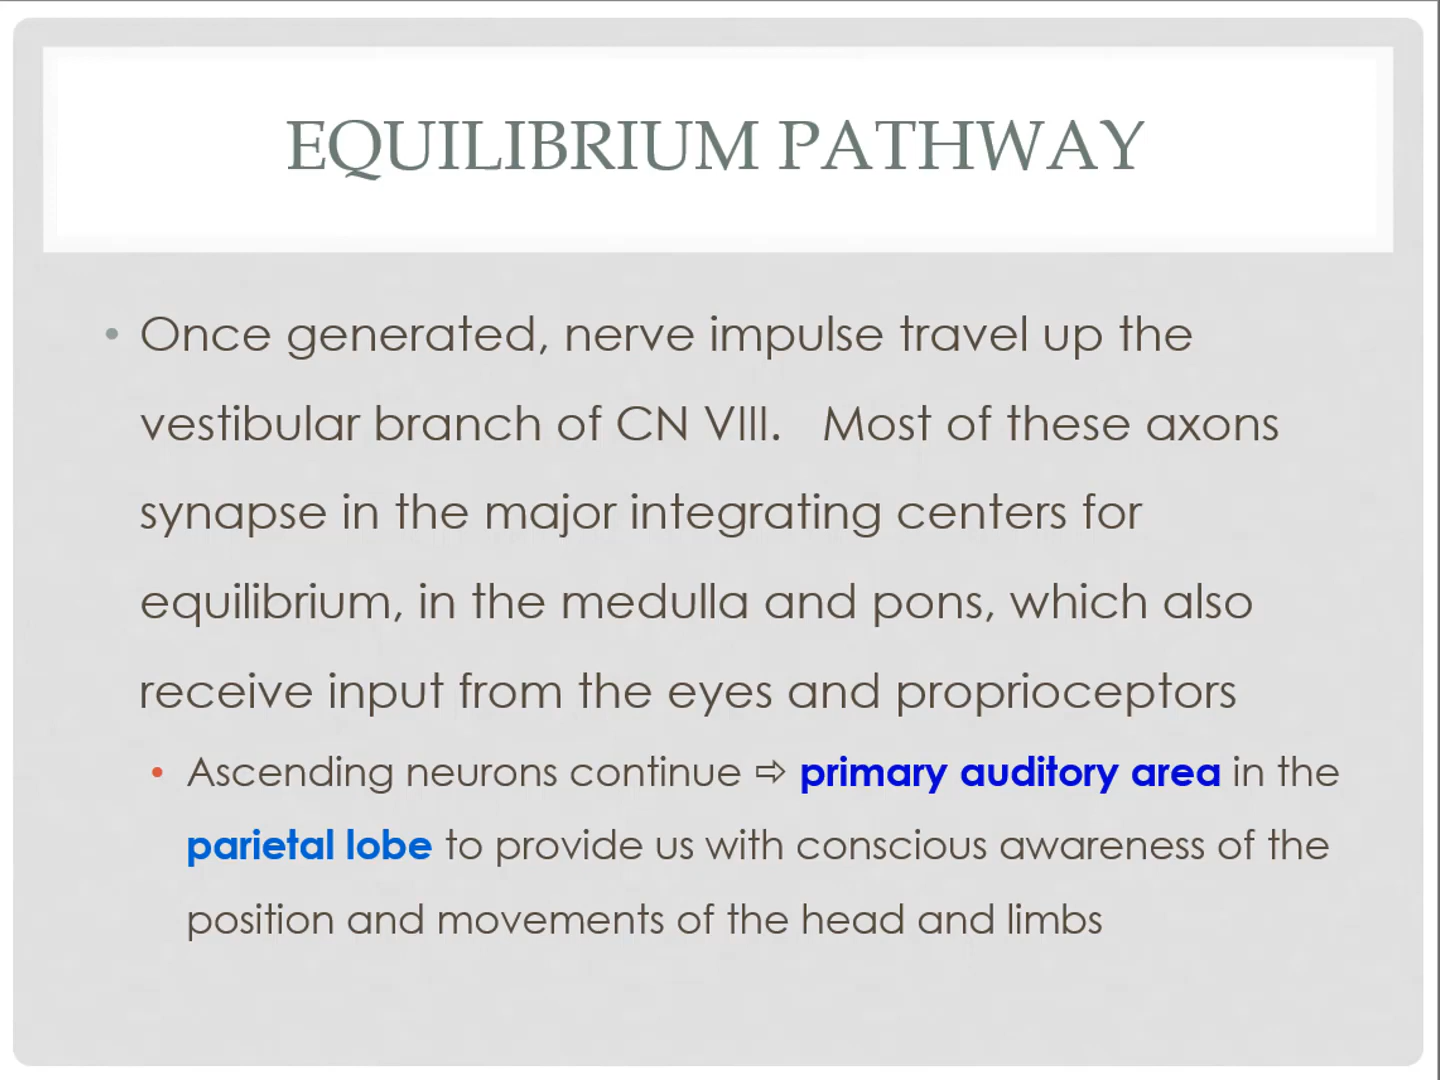 EQUILIBRIUM PATHWAY
• Once generated, nerve impulse travel up the
vestibular branch of CN VIII.   Most of these axons
synapse in the major integrating centers for
equilibrium, in the medulla and pons, which also
receive input from the eyes and proprioceptors
• Ascending neurons continue ⇨ primary auditory area in the
parietal lobe to provide us with conscious awareness of the
position and movements of the head and limbs